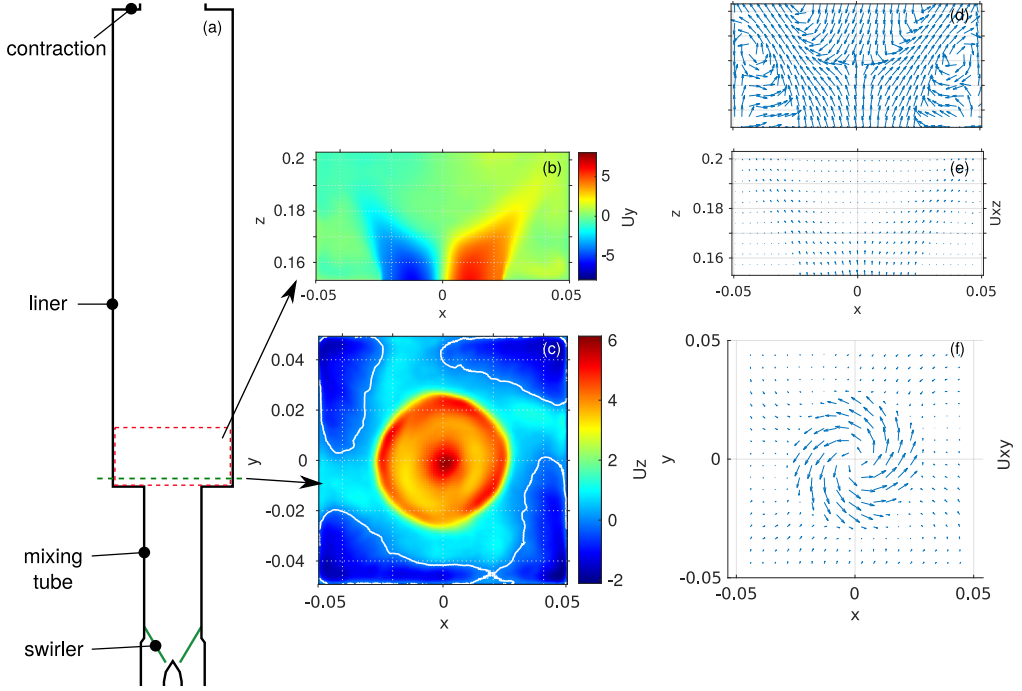 contraction
(a)
liner
mixing
tube
swirler
(b)
0.2
0.18
0.16
z
-0.05
0
0.05
x
5
0
-5
Uy
(c)
0.04
0.02
0
-0.02
-0.04
y
-0.05
0
0.05
x
6
4
2
0
-2
Uz
(d)
(e)
0.2
0.18
0.16
z
-0.05
0
0.05
x
Uxz
(f)
0.05
0
-0.05
y
-0.05
0
0.05
x
Uxy